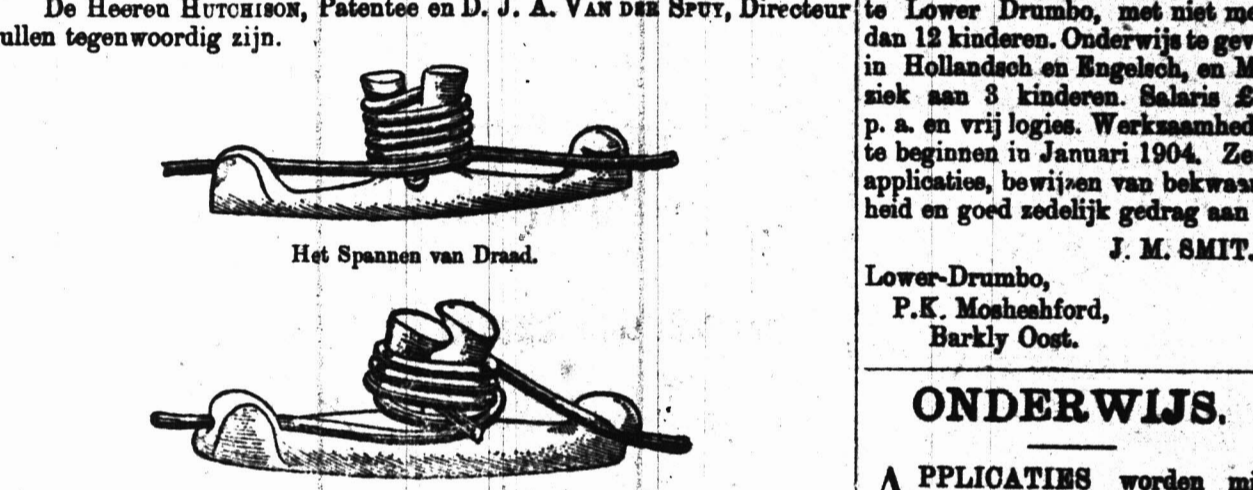 De Heeren HUTCHISON, Patentee en D. J. A. VAN DER SPUY, Directeur
ullen tegenwoordig zijn.
Het Spannen van Draad.
te Lower Drumbo, met niet
dan 12 kinderen. Onderwijs te
in Hollandsch en Engelsch, en
ziek aan 3 kinderen. Salaris £
p. a. en vrij logies.
te beginnen in Januari 1904.
applicaties, bewijzen van
heid en goed zedelijk gedrag aan
J. M. SMIT.
Lower-Drumbo,
P.K. Mosheshford,
Barkly Oost.
ONDERWIJS.
APPLICATIES worden